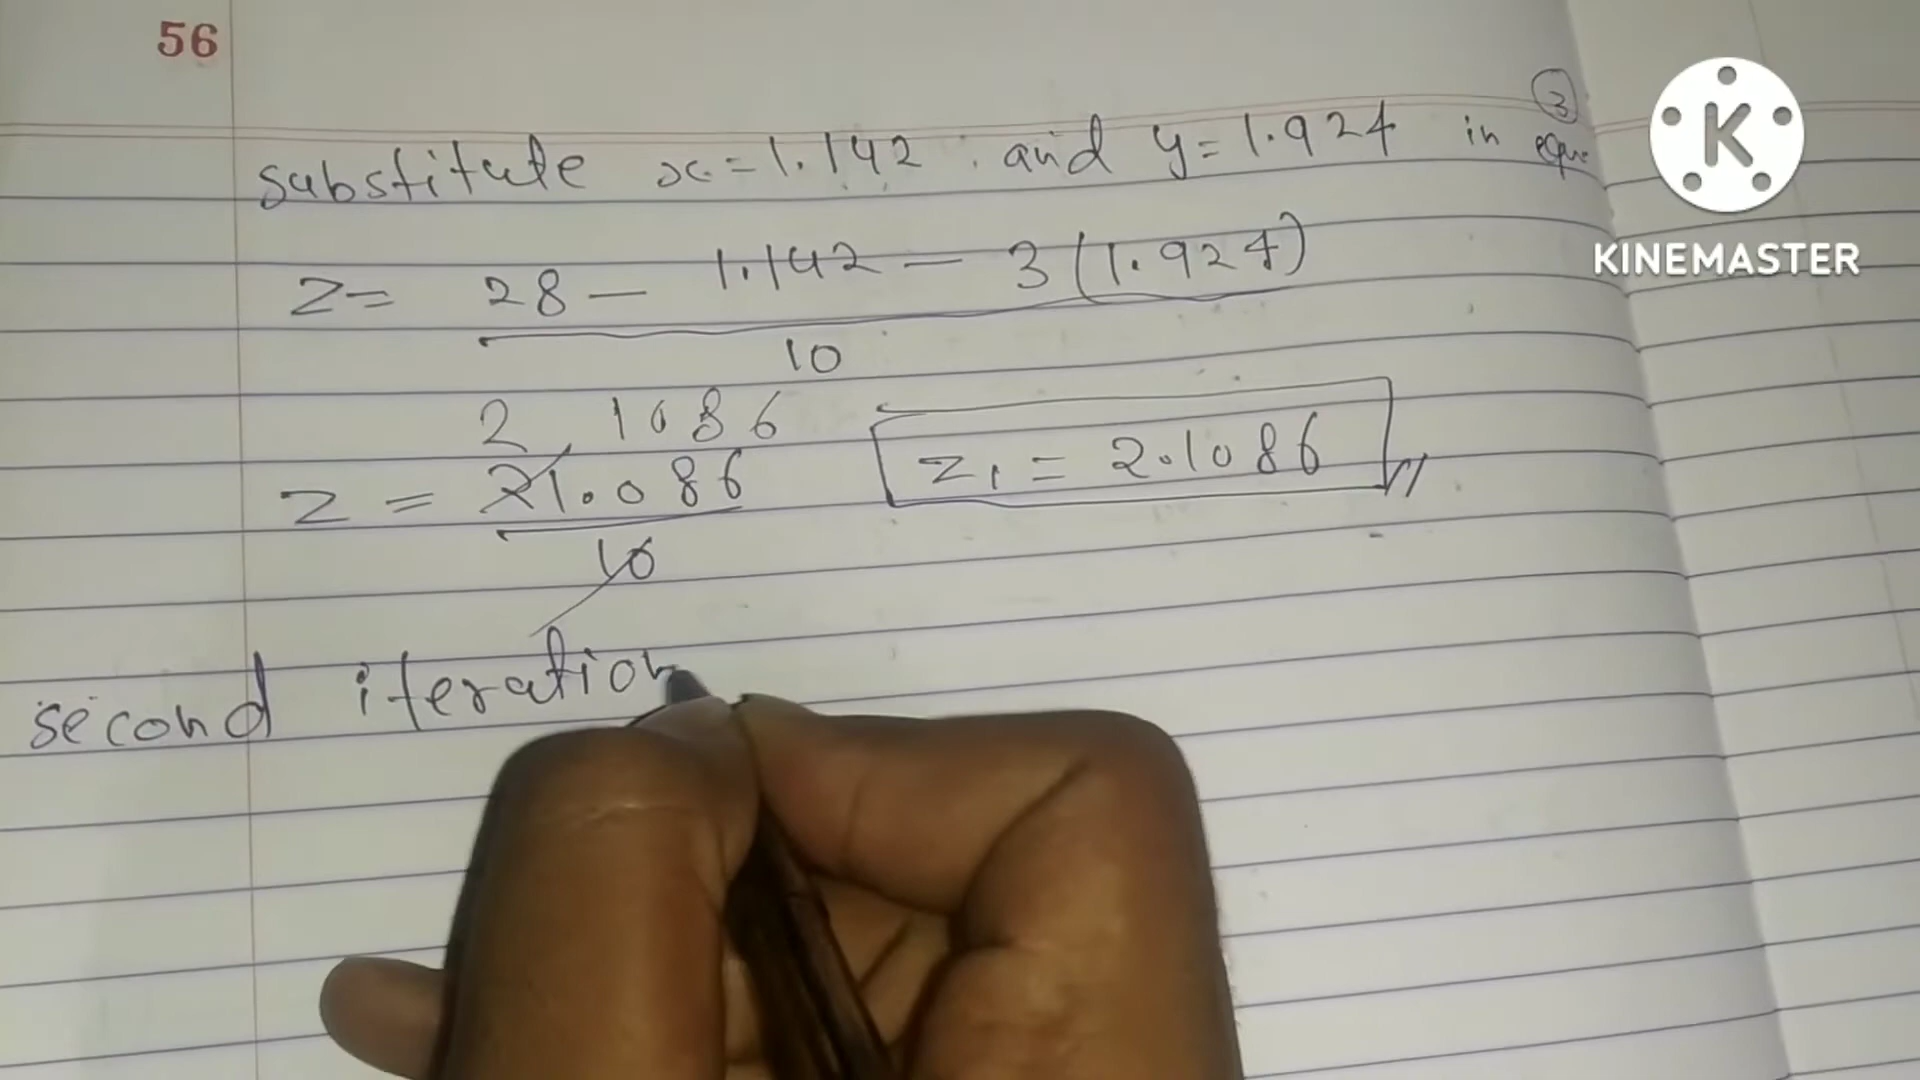 56
substitute x=1.142 and y=1.924 in eqn ③
z= 28 - 1.142 - 3(1.924)
10
2.1086
z = 21.086
10
z₁ = 2.1086
second iteration
K
KINEMASTER